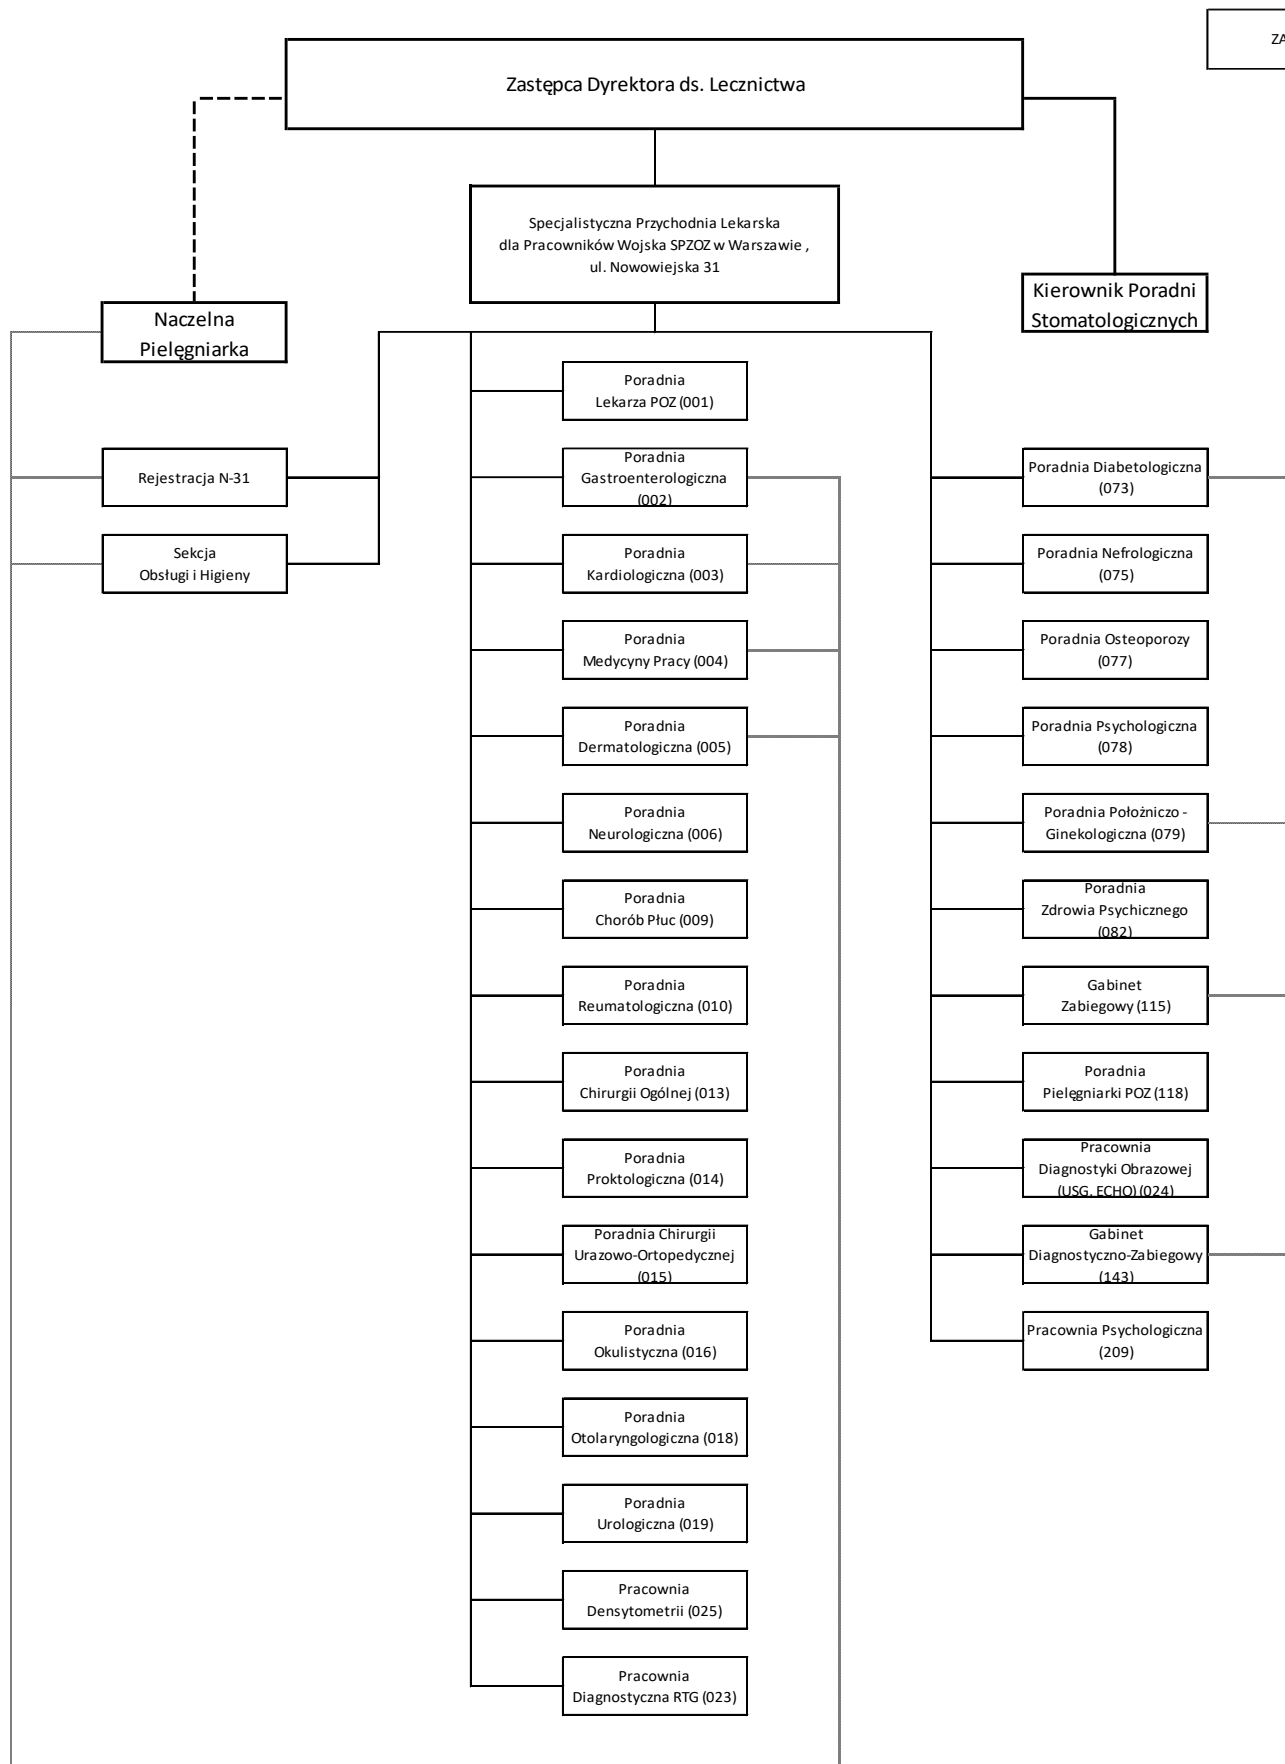 ZA
Zastępca Dyrektora ds. Lecznictwa
Specjalistyczna Przychodnia Lekarska
dla Pracowników Wojska SPZOZ w Warszawie ,
ul. Nowowiejska 31
Naczelna
Pielęgniarka
Kierownik Poradni
Stomatologicznych
Rejestracja N-31
Sekcja
Obsługi i Higieny
Poradnia
Lekarza POZ (001)
Poradnia
Gastroenterologiczna
(002)
Poradnia
Kardiologiczna (003)
Poradnia
Medycyny Pracy (004)
Poradnia
Dermatologiczna (005)
Poradnia
Neurologiczna (006)
Poradnia
Chorób Płuc (009)
Poradnia
Reumatologiczna (010)
Poradnia
Chirurgii Ogólnej (013)
Poradnia
Proktologiczna (014)
Poradnia Chirurgii
Urazowo-Ortopedycznej
(015)
Poradnia
Okulistyczna (016)
Poradnia
Otolaryngologiczna (018)
Poradnia
Urologiczna (019)
Pracownia
Densytometrii (025)
Pracownia
Diagnostyczna RTG (023)
Poradnia Diabetologiczna
(073)
Poradnia Nefrologiczna
(075)
Poradnia Osteoporozy
(077)
Poradnia Psychologiczna
(078)
Poradnia Położniczo -
Ginekologiczna (079)
Poradnia
Zdrowia Psychicznego
(082)
Gabinet
Zabiegowy (115)
Poradnia
Pielęgniarki POZ (118)
Pracownia
Diagnostyki Obrazowej
(USG, ECHO) (024)
Gabinet
Diagnostyczno-Zabiegowy
(143)
Pracownia Psychologiczna
(209)